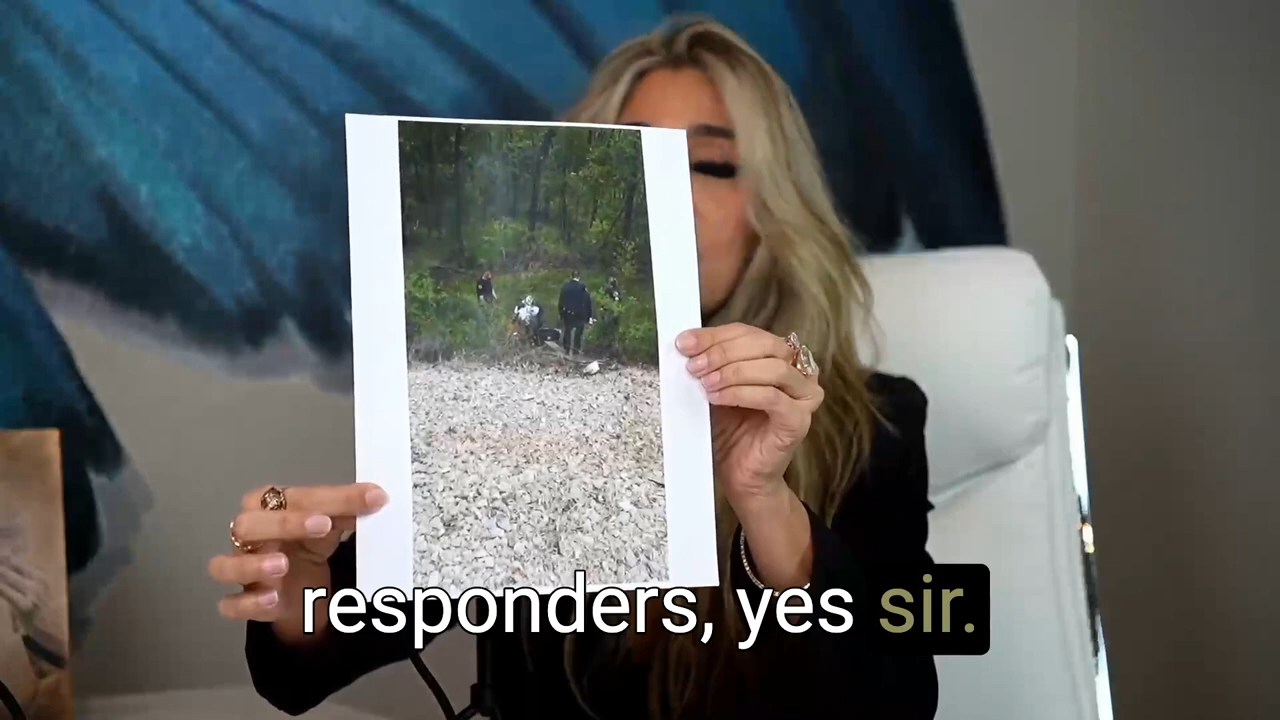 responders, yes sir.